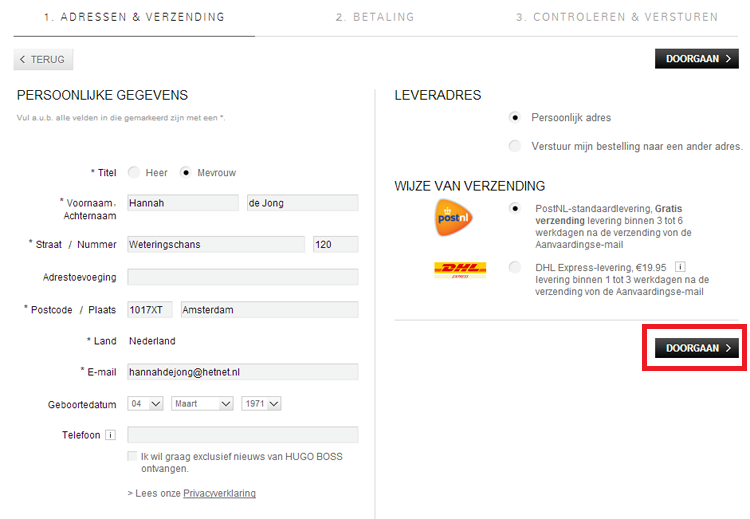 1. ADRESSEN & VERZENDING
2. BETALING
3. CONTROLEREN & VERSTUREN
TERUG
DOORGAAN
PERSOONLIJKE GEGEVENS
Vul a.u.b. alle velden in die gemarkeerd zijn met een *.
* Titel
Heer
Mevrouw
* Voornaam,
Achternaam
Hannah
de Jong
* Straat / Nummer
Weteringschans
120
Adrestoevoeging
* Postcode / Plaats
1017XT
Amsterdam
* Land
Nederland
* E-mail
hannahdejong@hetnet.nl
Geboortedatum
04
Maart
1971
Telefoon i
Ik wil graag exclusief nieuws van HUGO BOSS
ontvangen.
> Lees onze Privacyverklaring
LEVERADRES
Persoonlijk adres
Verstuur mijn bestelling naar een ander adres.
WIJZE VAN VERZENDING
postnl
PostNL-standaardlevering, Gratis
verzending levering binnen 3 tot 6
werkdagen na de verzending von de
Aanvaardingse-mail
DHL
EXPRESS
DHL Express-levering, €19.95 i
levering binnen 1 tot 3 werkdagen na de
verzending von de Aanvaardingse-mail
DOORGAAN